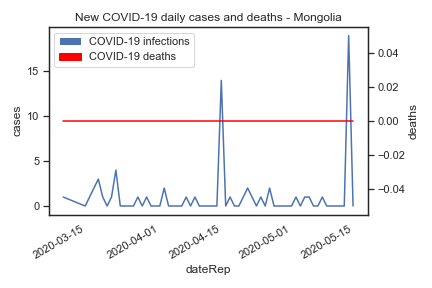 New COVID-19 daily cases and deaths - Mongolia
COVID-19 infections
COVID-19 deaths
cases
15
10
5
0
0.04
0.02
0.00
−0.02
−0.04
deaths
2020-03-15
2020-04-01
2020-04-15
2020-05-01
2020-05-15
dateRep